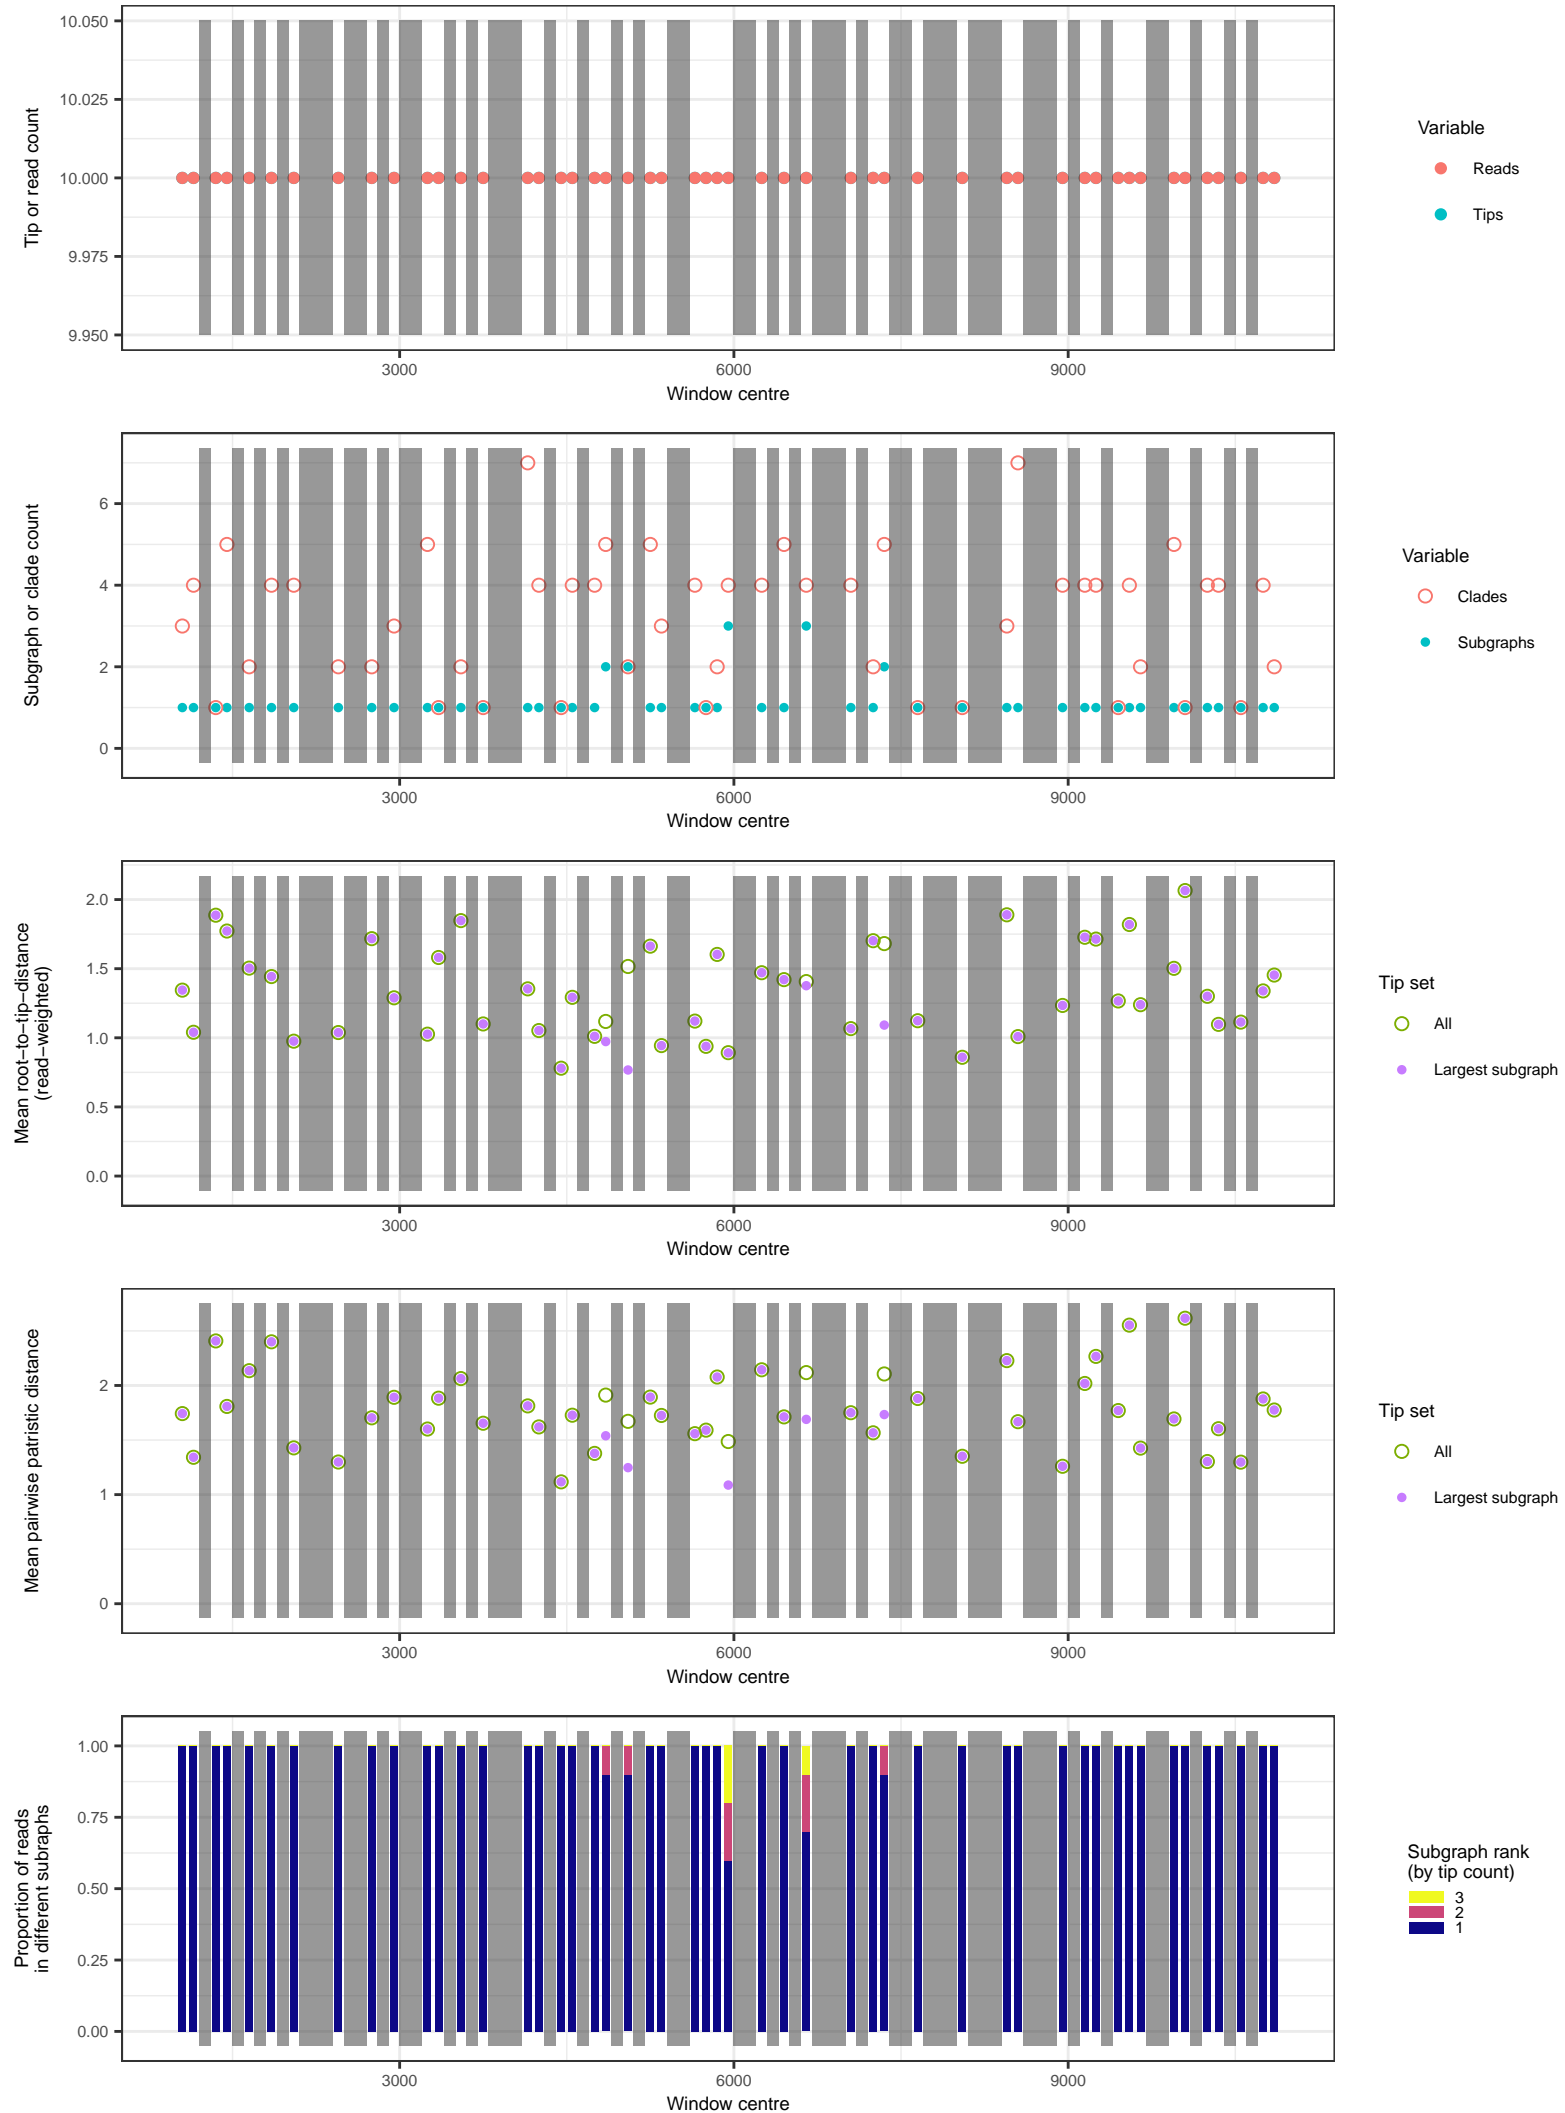 10.050
10.025
10.000
9.975
9.950
Tip or read count
3000 6000 9000
Window centre
Variable
Reads
Tips
6
4
2
0
Subgraph or clade count
3000 6000 9000
Window centre
Variable
Clades
Subgraphs
2.0
1.5
1.0
0.5
0.0
Mean root-to-tip-distance
(read-weighted)
3000 6000 9000
Window centre
Tip set
All
Largest subgraph
2
1
0
Mean pairwise patristic distance
3000 6000 9000
Window centre
Tip set
All
Largest subgraph
1.00
0.75
0.50
0.25
0.00
Proportion of reads
in different subraphs
3000 6000 9000
Window centre
Subgraph rank
(by tip count)
3
2
1